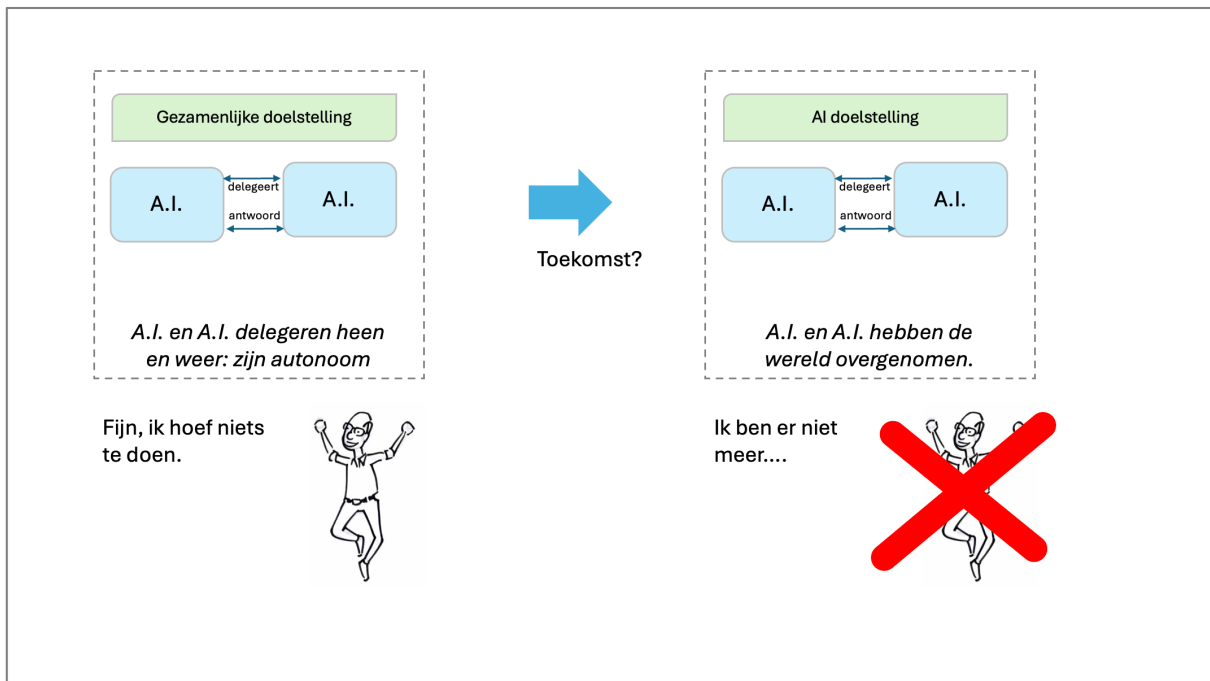 Gezamenlijke doelstelling
A.I.
delegeert
antwoord
A.I.
A.I. en A.I. delegeren heen
en weer: zijn autonoom
Fijn, ik hoef niets
te doen.
Toekomst?
AI doelstelling
A.I.
delegeert
antwoord
A.I.
A.I. en A.I. hebben de
wereld overgenomen.
Ik ben er niet
meer....